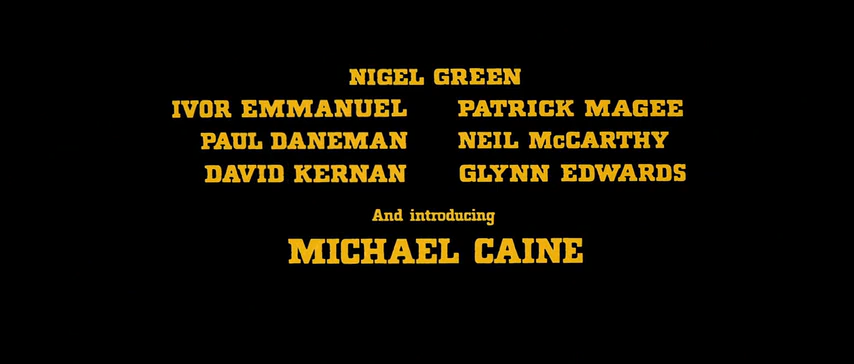 NIGEL GREEN
IVOR EMMANUEL PATRICK MAGEE
PAUL DANEMAN NEIL McCARTHY
DAVID KERNAN GLYNN EDWARDS
And introducing
MICHAEL CAINE